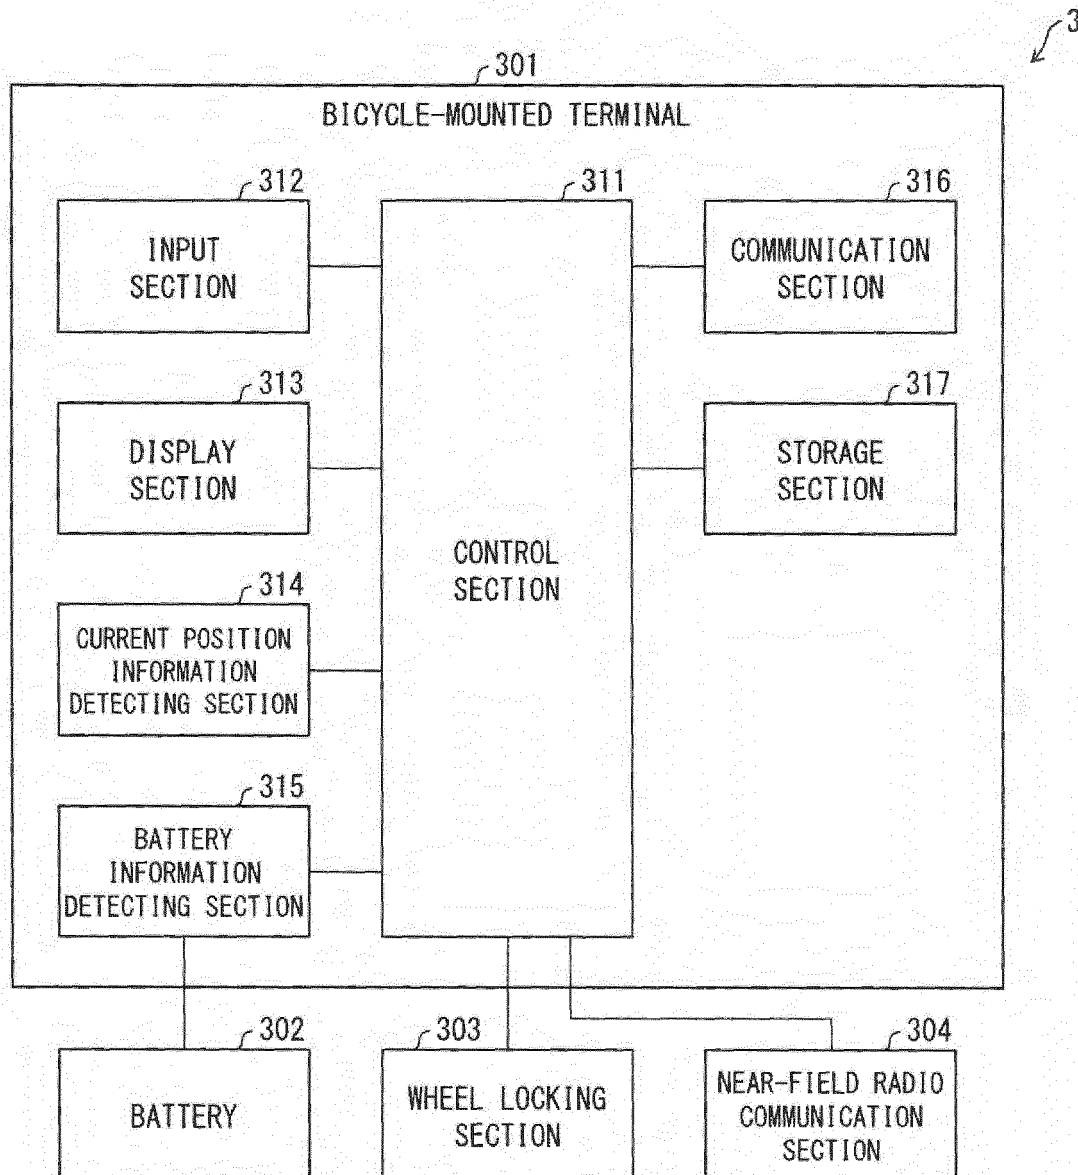 3
301
BICYCLE-MOUNTED TERMINAL
312
INPUT
SECTION
311
CONTROL
SECTION
316
COMMUNICATION
SECTION
313
DISPLAY
SECTION
317
STORAGE
SECTION
314
CURRENT POSITION
INFORMATION
DETECTING SECTION
315
BATTERY
INFORMATION
DETECTING SECTION
302
BATTERY
303
WHEEL LOCKING
SECTION
304
NEAR-FIELD RADIO
COMMUNICATION
SECTION